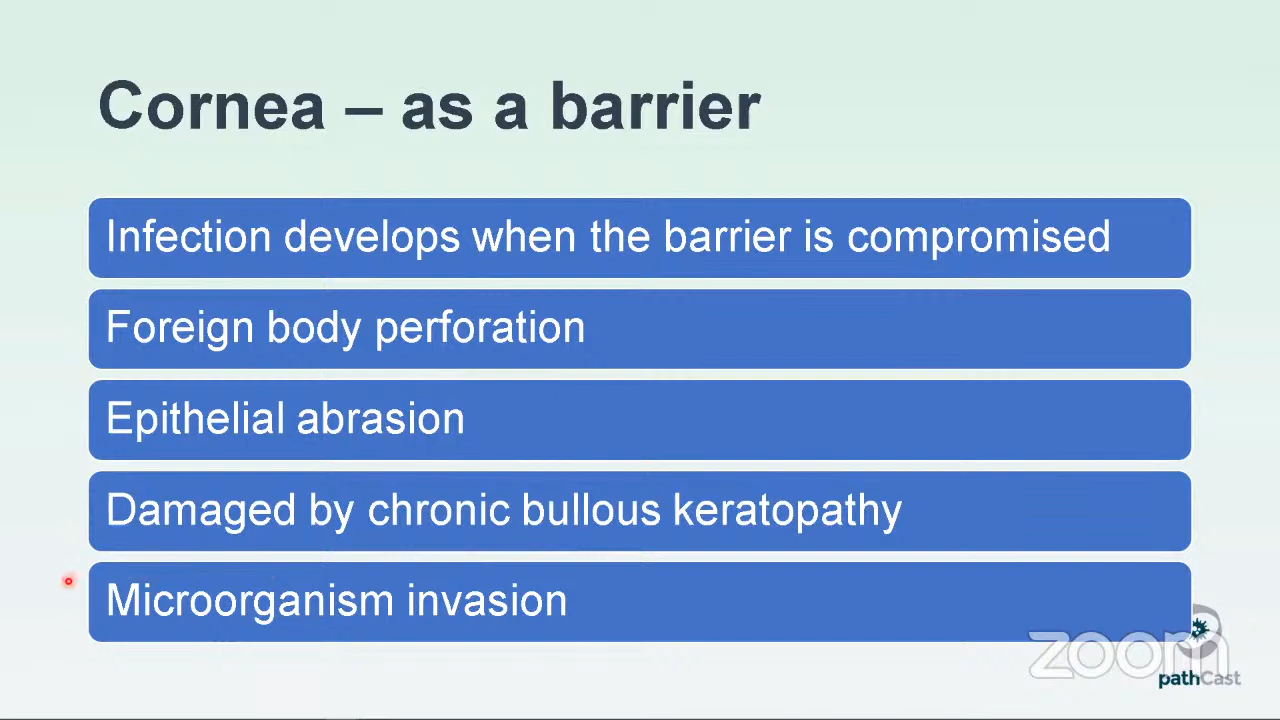 Cornea – as a barrier
Infection develops when the barrier is compromised
Foreign body perforation
Epithelial abrasion
Damaged by chronic bullous keratopathy
Microorganism invasion
zoom
pathCast